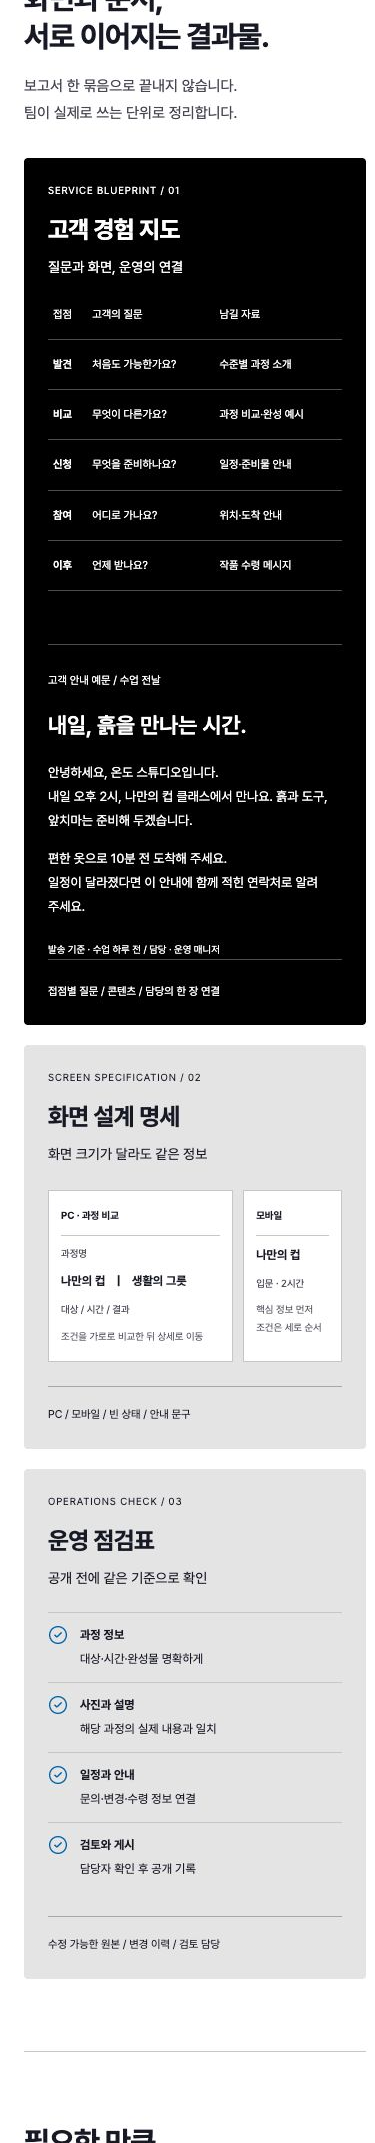 화면과 문서,
서로 이어지는 결과물.
보고서 한 묶음으로 끝내지 않습니다.
팀이 실제로 쓰는 단위로 정리합니다.
SERVICE BLUEPRINT / 01
고객 경험 지도
질문과 화면, 운영의 연결
접점 고객의 질문 남길 자료
발견 처음도 가능한가요? 수준별 과정 소개
비교 무엇이 다른가요? 과정 비교·완성 예시
신청 무엇을 준비하나요? 일정·준비물 안내
참여 어디로 가나요? 위치·도착 안내
이후 언제 받나요? 작품 수령 메시지
고객 안내 예문 / 수업 전날
내일, 흙을 만나는 시간.
안녕하세요, 온도 스튜디오입니다.
내일 오후 2시, 나만의 컵 클래스에서 만나요. 흙과 도구,
앞치마는 준비해 두겠습니다.
편한 옷으로 10분 전 도착해 주세요.
일정이 달라졌다면 이 안내에 함께 적힌 연락처로 알려
주세요.
발송 기준 · 수업 하루 전 / 담당 · 운영 매니저
접점별 질문 / 콘텐츠 / 담당의 한 장 연결
SCREEN SPECIFICATION / 02
화면 설계 명세
화면 크기가 달라도 같은 정보
PC · 과정 비교
과정명
나만의 컵 | 생활의 그릇
대상 / 시간 / 결과
조건을 가로로 비교한 뒤 상세로 이동
모바일
나만의 컵
입문 · 2시간
핵심 정보 먼저
조건은 세로 순서
PC / 모바일 / 빈 상태 / 안내 문구
OPERATIONS CHECK / 03
운영 점검표
공개 전에 같은 기준으로 확인
과정 정보
대상·시간·완성물 명확하게
사진과 설명
해당 과정의 실제 내용과 일치
일정과 안내
문의·변경·수령 정보 연결
검토와 게시
담당자 확인 후 공개 기록
수정 가능한 원본 / 변경 이력 / 검토 담당
필요한 만큼